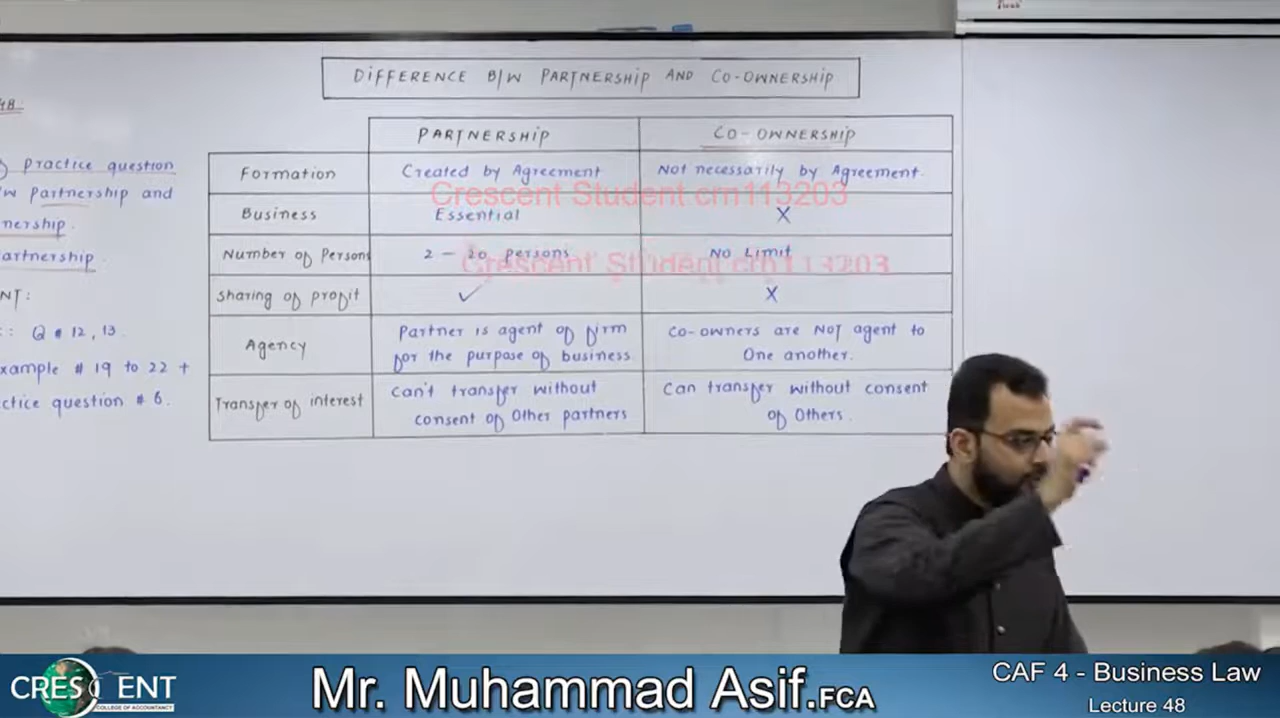 DIFFERENCE B/W PARTNERSHIP AND CO-OWNERSHIP
48:
practice question
Partnership and
nership.
artnership.
NT:
: Q # 12, 13.
xample # 19 to 22 +
ctice question # 6.
PARTNERSHIP CO-OWNERSHIP
Formation Created by Agreement Not necessarily by Agreement.
Business Essential X
Number of Persons 2 - 20 persons No Limit
Sharing of profit ✓ X
Agency Partner is agent of firm for the purpose of business Co-owners are NOT agent to One another.
Transfer of interest Can't transfer without consent of Other partners Can transfer without consent of Others.
Crescent Student crn113203
Crescent Student crn113203
CRESCENT
COLLEGE OF ACCOUNTANCY
Mr. Muhammad Asif.FCA
CAF 4 - Business Law
Lecture 48